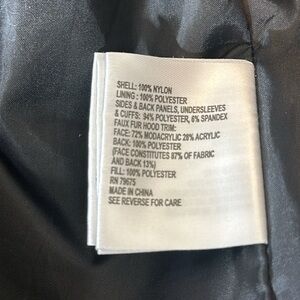 SHELL: 100% NYLON
LINING : 100% POLYESTER
SIDES & BACK PANELS, UNDERSLEEVES
& CUFFS: 94% POLYESTER, 6% SPANDEX
FAUX FUR HOOD TRIM:
FACE: 72% MODACRYLIC 28% ACRYLIC
BACK: 100% POLYESTER
(FACE CONSTITUTES 87% OF FABRIC
AND BACK 13%)
FILL: 100% POLYESTER
RN 79675
MADE IN CHINA
SEE REVERSE FOR CARE